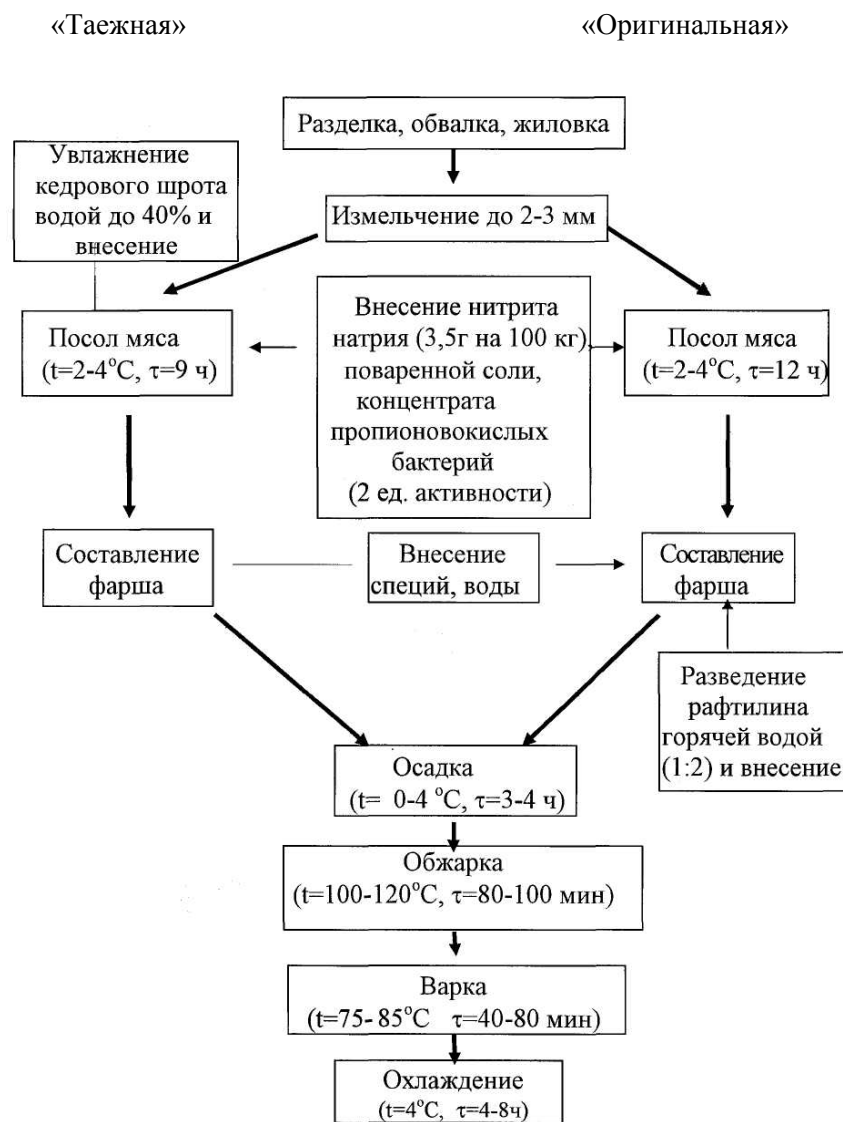 «Таежная»
«Оригинальная»
Разделка, обвалка, жиловка
Увлажнение
кедрового шрота
водой до 40% и
внесение
Измельчение до 2-3 мм
Посол мяса
(t=2-4°C, τ=9 ч)
Внесение нитрита
натрия (3,5г на 100 кг),
поваренной соли,
концентрата
пропионовокислых
бактерий
(2 ед. активности)
Посол мяса
(t=2-4°C, τ=12 ч)
Составление
фарша
Внесение
специй, воды
Составление
фарша
Разведение
рафтилина
горячей водой
(1:2) и внесение
Осадка
(t= 0-4 °C, τ=3-4 ч)
Обжарка
(t=100-120°C, τ=80-100 мин)
Варка
(t=75-85°C τ=40-80 мин)
Охлаждение
(t=4°C, τ=4-8ч)